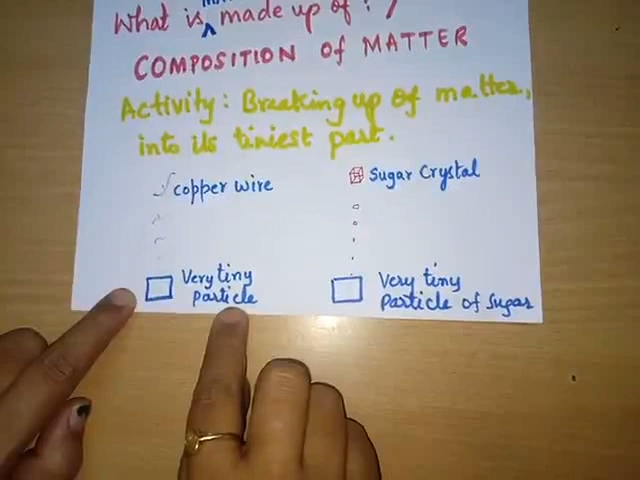 What is made up of ?
COMPOSITION of MATTER
Activity : Breaking up of matter,
into its tiniest part.
Copper wire
Sugar Crystal
Very tiny
particle
Very tiny
Particle of Sugar